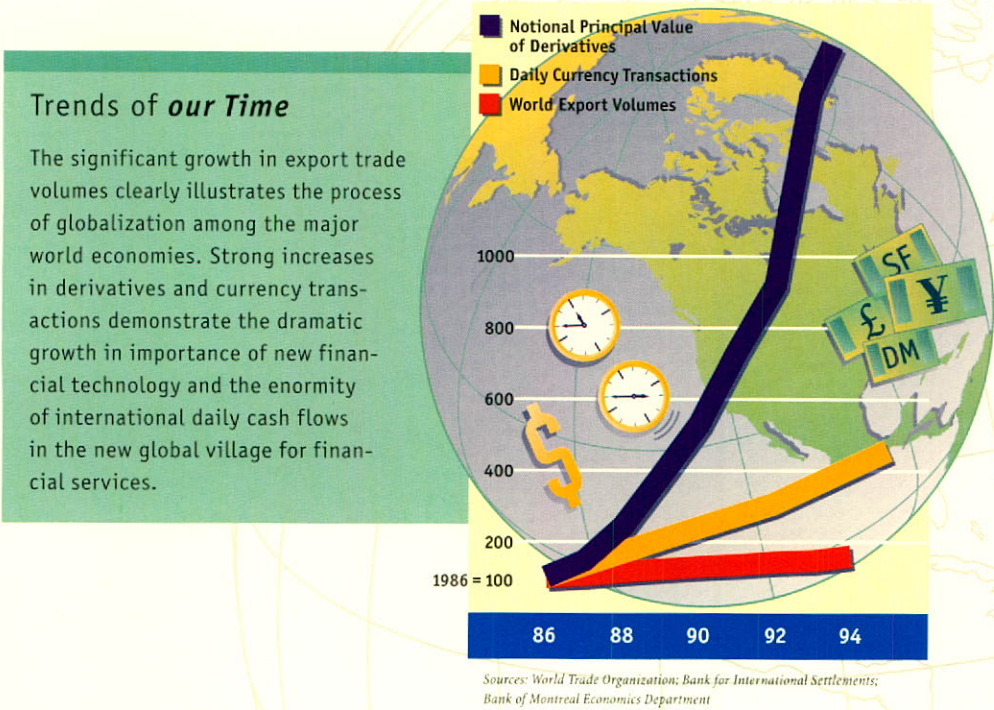 Trends of our Time
The significant growth in export trade
volumes clearly illustrates the process
of globalization among the major
world economies. Strong increases
in derivatives and currency trans-
actions demonstrate the dramatic
growth in importance of new finan-
cial technology and the enormity
of international daily cash flows
in the new global village for finan-
cial services.
Notional Principal Value
of Derivatives
Daily Currency Transactions
World Export Volumes
1000
800
600
400
200
1986 = 100
SF
¥
£
DM
$
86 88 90 92 94
Sources: World Trade Organization; Bank for International Settlements;
Bank of Montreal Economics Department